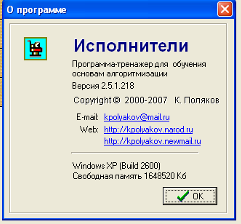 О программе
Исполнители
Программа-тренажер для обучения
основам алгоритмизации
Версия 2.5.1.218
Copyright © 2000-2007 К. Поляков
E-mail: kpolyakov@mail.ru
Web: http://kpolyakov.narod.ru
http://kpolyakov.newmail.ru
Windows XP (Build 2600)
Свободная память 1648520 Кб
OK